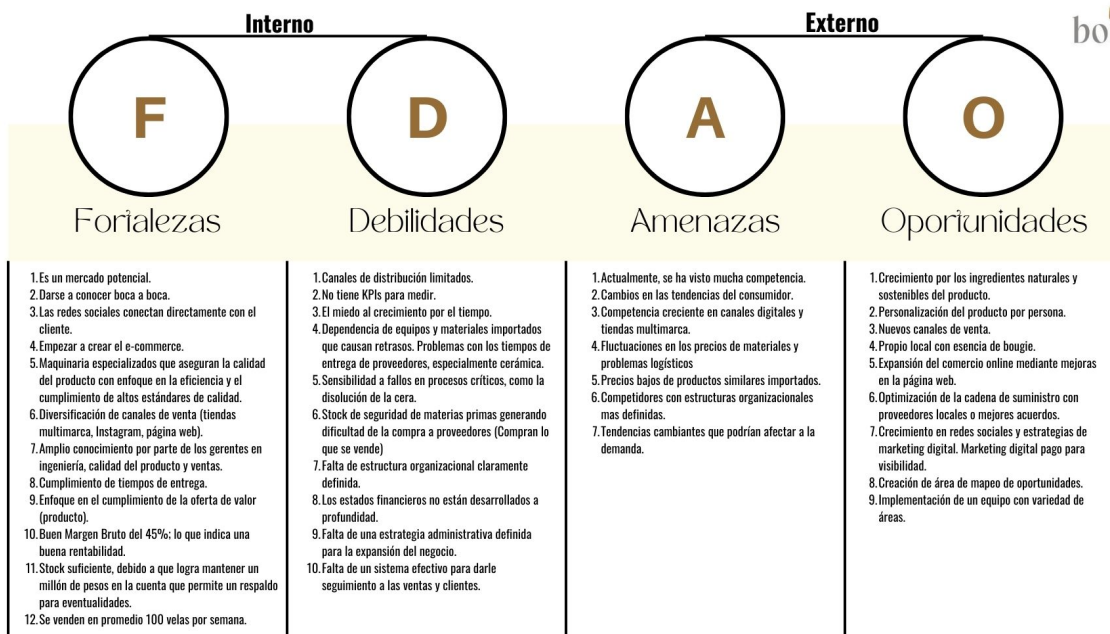 Interno
Externo
bo
F
D
A
O
Fortalezas
Debilidades
Amenazas
Oportunidades
1. Es un mercado potencial.
2. Darse a conocer boca a boca.
3. Las redes sociales conectan directamente con el
cliente.
4. Empezar a crear el e-commerce.
5. Maquinaria especializados que aseguran la calidad
del producto con enfoque en la eficiencia y el
cumplimiento de altos estándares de calidad.
6. Diversificación de canales de venta (tiendas
multimarca, Instagram, página web).
7. Amplio conocimiento por parte de los gerentes en
ingeniería, calidad del producto y ventas.
8. Cumplimiento de tiempos de entrega.
9. Enfoque en el cumplimiento de la oferta de valor
(producto).
10. Buen Margen Bruto del 45%; lo que indica una
buena rentabilidad.
11. Stock suficiente, debido a que logra mantener un
millón de pesos en la cuenta que permite un respaldo
para eventualidades.
12. Se venden en promedio 100 velas por semana.
1. Canales de distribución limitados.
2. No tiene KPIs para medir.
3. El miedo al crecimiento por el tiempo.
4. Dependencia de equipos y materiales importados
que causan retrasos. Problemas con los tiempos de
entrega de proveedores, especialmente cerámica.
5. Sensibilidad a fallos en procesos críticos, como la
disolución de la cera.
6. Stock de seguridad de materias primas generando
dificultad de la compra a proveedores (Compran lo
que se vende)
7. Falta de estructura organizacional claramente
definida.
8. Los estados financieros no están desarrollados a
profundidad.
9. Falta de una estrategia administrativa definida
para la expansión del negocio.
10. Falta de un sistema efectivo para darle
seguimiento a las ventas y clientes.
1. Actualmente, se ha visto mucha competencia.
2. Cambios en las tendencias del consumidor.
3. Competencia creciente en canales digitales y
tiendas multimarca.
4. Fluctuaciones en los precios de materiales y
problemas logísticos
5. Precios bajos de productos similares importados.
6. Competidores con estructuras organizacionales
mas definidas.
7. Tendencias cambiantes que podrían afectar a la
demanda.
1. Crecimiento por los ingredientes naturales y
sostenibles del producto.
2. Personalización del producto por persona.
3. Nuevos canales de venta.
4. Propio local con esencia de bougie.
5. Expansión del comercio online mediante mejoras
en la página web.
6. Optimización de la cadena de suministro con
proveedores locales o mejores acuerdos.
7. Crecimiento en redes sociales y estrategias de
marketing digital. Marketing digital pago para
visibilidad.
8. Creación de área de mapeo de oportunidades.
9. Implementación de un equipo con variedad de
áreas.